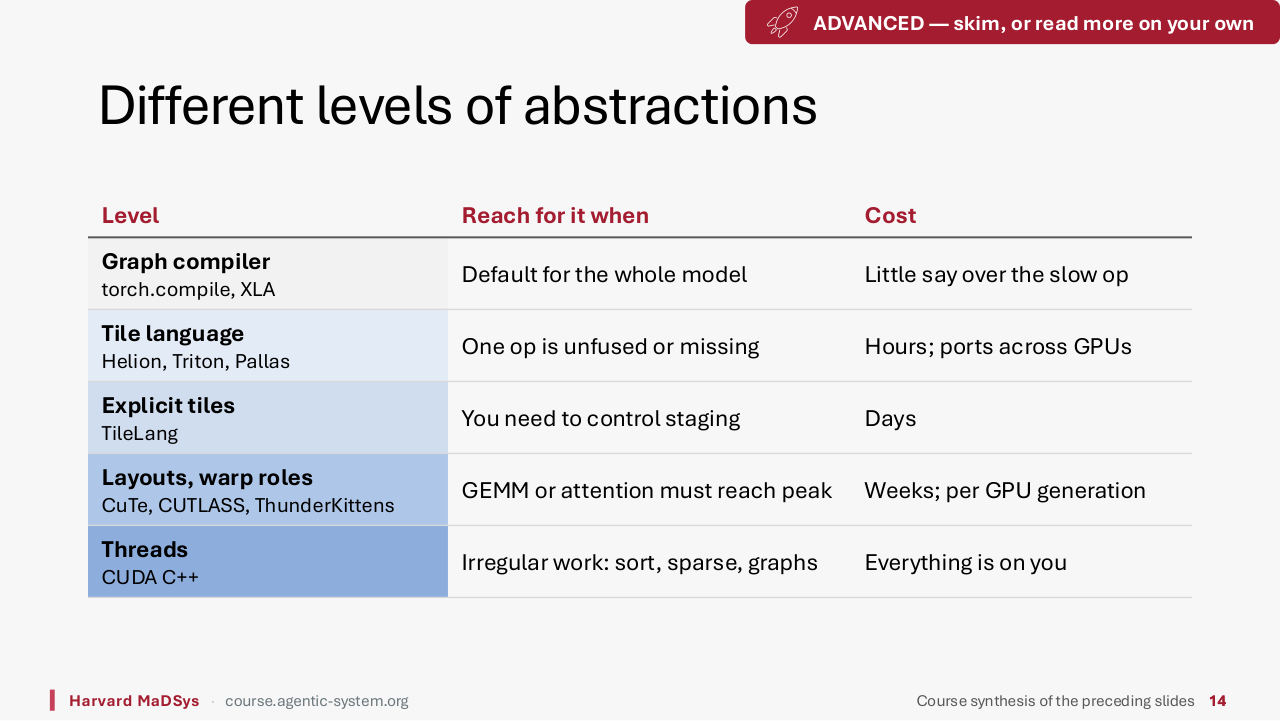 ADVANCED — skim, or read more on your own
Different levels of abstractions
Level
Reach for it when
Cost
Graph compiler
torch.compile, XLA
Default for the whole model
Little say over the slow op
Tile language
Helion, Triton, Pallas
One op is unfused or missing
Hours; ports across GPUs
Explicit tiles
TileLang
You need to control staging
Days
Layouts, warp roles
CuTe, CUTLASS, ThunderKittens
GEMM or attention must reach peak
Weeks; per GPU generation
Threads
CUDA C++
Irregular work: sort, sparse, graphs
Everything is on you
Harvard MaDSys · course.agentic-system.org
Course synthesis of the preceding slides 14